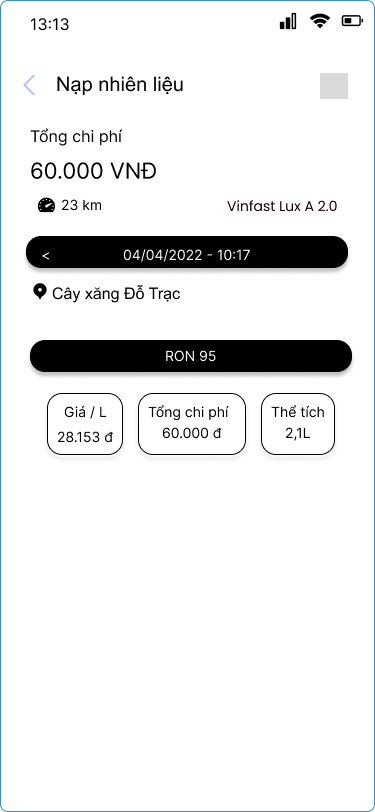 13:13
Nạp nhiên liệu
Tổng chi phí
60.000 VNĐ
23 km
Vinfast Lux A 2.0
< 04/04/2022 - 10:17
Cây xăng Đỗ Trạc
RON 95
Giá / L
28.153 đ
Tổng chi phí
60.000 đ
Thể tích
2,1L